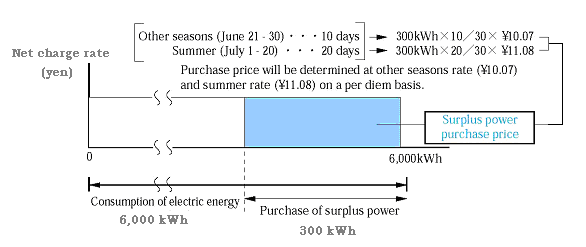 Other seasons (June 21 - 30) ・・・ 10 days 300kWh×10／30× ¥10.07
Summer (July 1 - 20) ・・・ 20 days 300kWh×20／30× ¥11.08
Net charge rate
(yen)
Purchase price will be determined at other seasons rate (¥10.07)
and summer rate (¥11.08) on a per diem basis.
Surplus power
purchase price
0 6,000kWh
Consumption of electric energy
6,000 kWh
Purchase of surplus power
300 kWh